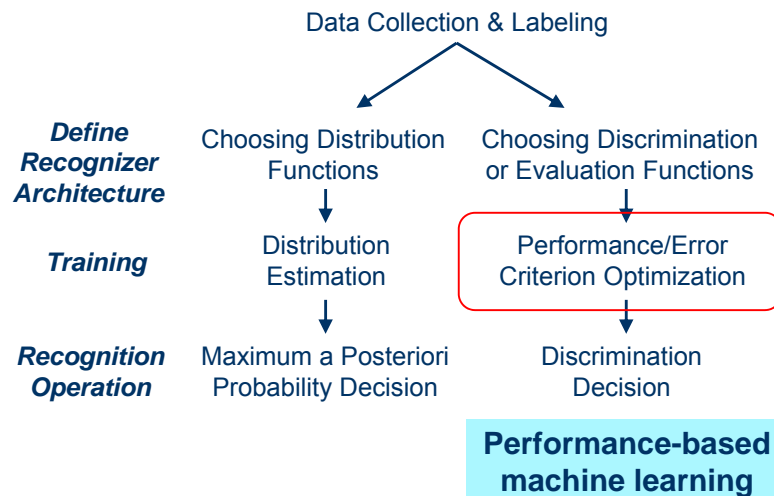 Data Collection & Labeling
Define
Recognizer
Architecture
Choosing Distribution
Functions
Choosing Discrimination
or Evaluation Functions
Training
Distribution
Estimation
Performance/Error
Criterion Optimization
Recognition
Operation
Maximum a Posteriori
Probability Decision
Discrimination
Decision
Performance-based
machine learning